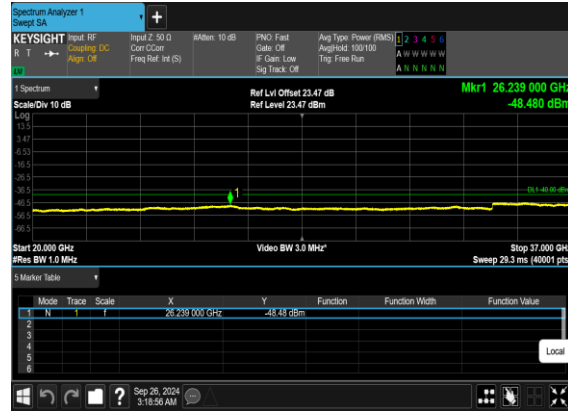 Spectrum Analyzer 1
Swept SA
+
KEYSIGHT
R T
Input: RF
Coupling: DC
Align: Off
Input Z: 50 Ω
Corr CCorr
Freq Ref: Int (S)
#Atten: 10 dB
PNO: Fast
Gate: Off
IF Gain: Low
Sig Track: Off
Avg Type: Power (RMS)
Avg|Hold: 100/100
Trig: Free Run
1 2 3 4 5 6
A W W W W W
A N N N N N
1 Spectrum
Scale/Div 10 dB
Ref Lvl Offset 23.47 dB
Ref Level 23.47 dBm
Mkr1 26.239 000 GHz
-48.480 dBm
Log
13.5
3.47
-6.53
-16.5
-26.5
-36.5
-46.5
-56.5
-66.5
1
DL1 -40.00 dBm
Start 20.000 GHz
#Res BW 1.0 MHz
Video BW 3.0 MHz*
Stop 37.000 GHz
Sweep 29.3 ms (40001 pts
5 Marker Table
Mode Trace Scale X Y Function Function Width Function Value
1 N 1 f 26.239 000 GHz -48.48 dBm
2
3
4
5
6
Local
?
Sep 26, 2024
3:18:56 AM